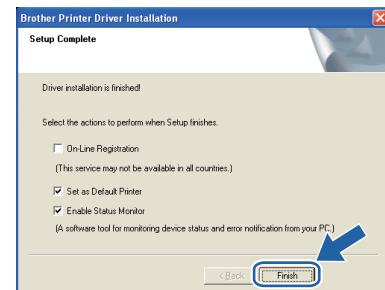 Brother Printer Driver Installation
Setup Complete
Driver installation is finished!
Select the actions to perform when Setup finishes.
On-Line Registration
(This service may not be available in all countries.)
Set as Default Printer
Enable Status Monitor
(A software tool for monitoring device status and error notification from your PC.)
< Back
Finish